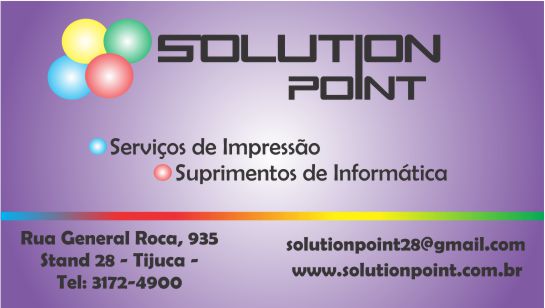 SOLUTION
POINT
Serviços de Impressão
Suprimentos de Informática
Rua General Roca, 935
Stand 28 - Tijuca -
Tel: 3172-4900
solutionpoint28@gmail.com
www.solutionpoint.com.br